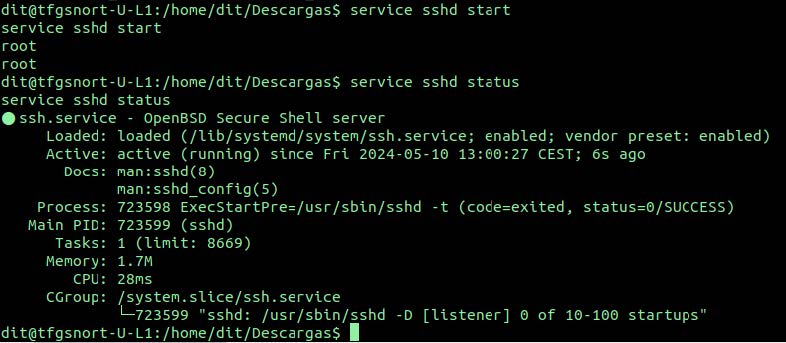 dit@tfgsnort-U-L1:/home/dit/Descargas$ service sshd start
service sshd start
root
root
dit@tfgsnort-U-L1:/home/dit/Descargas$ service sshd status
service sshd status
● ssh.service - OpenBSD Secure Shell server
     Loaded: loaded (/lib/systemd/system/ssh.service; enabled; vendor preset: enabled)
     Active: active (running) since Fri 2024-05-10 13:00:27 CEST; 6s ago
       Docs: man:sshd(8)
             man:sshd_config(5)
    Process: 723598 ExecStartPre=/usr/sbin/sshd -t (code=exited, status=0/SUCCESS)
   Main PID: 723599 (sshd)
      Tasks: 1 (limit: 8669)
     Memory: 1.7M
        CPU: 28ms
     CGroup: /system.slice/ssh.service
             └─723599 "sshd: /usr/sbin/sshd -D [listener] 0 of 10-100 startups"
dit@tfgsnort-U-L1:/home/dit/Descargas$